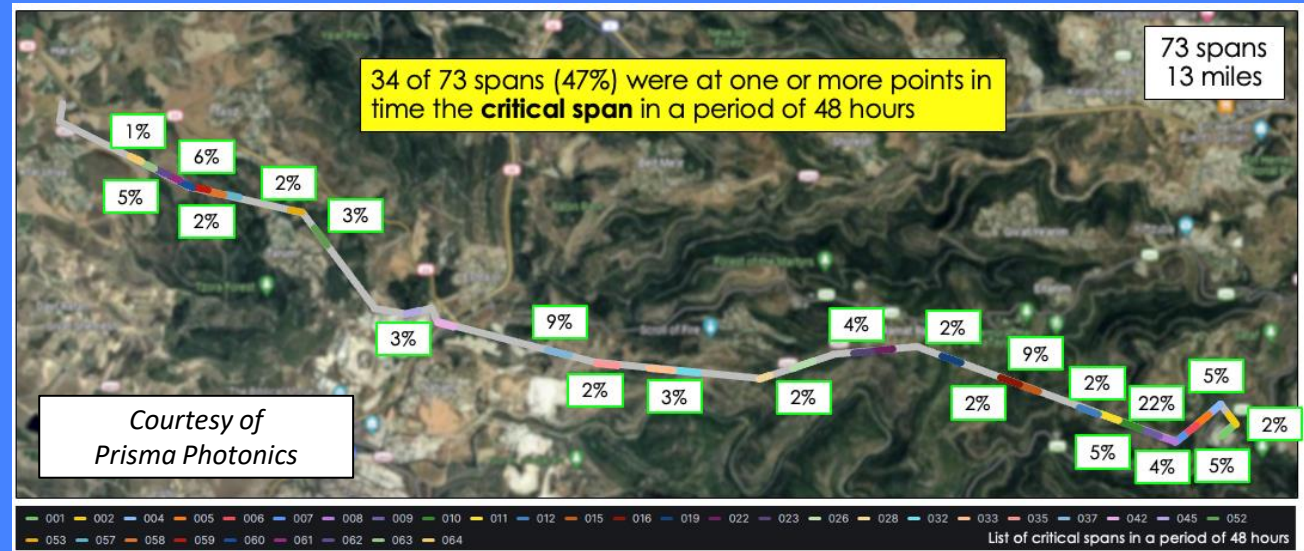 73 spans
13 miles
34 of 73 spans (47%) were at one or more points in
time the critical span in a period of 48 hours
1%
6%
5%
2%
2%
3%
3%
9%
2%
3%
2%
4%
2%
2%
9%
2%
22%
5%
5%
4%
5%
2%
Courtesy of
Prisma Photonics
001 002 004 005 006 007 008 009 010 011 012 015 016 019 022 023 026 028 032 033 035 037 042 045 052
053 057 058 059 060 061 062 063 064 List of critical spans in a period of 48 hours